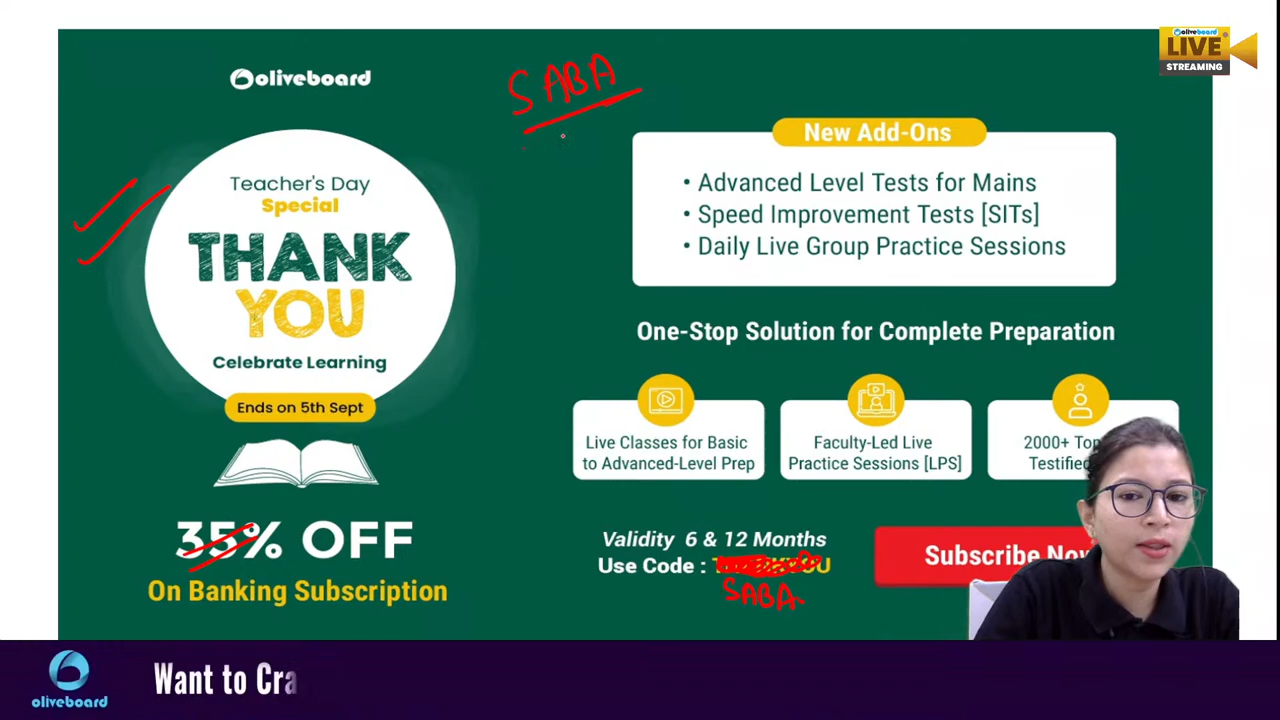 oliveboard
LIVE
STREAMING
oliveboard
SABA
Teacher's Day
Special
THANK
YOU
Celebrate Learning
Ends on 5th Sept
35% OFF
On Banking Subscription
New Add-Ons
• Advanced Level Tests for Mains
• Speed Improvement Tests [SITs]
• Daily Live Group Practice Sessions
One-Stop Solution for Complete Preparation
Live Classes for Basic
to Advanced-Level Prep
Faculty-Led Live
Practice Sessions [LPS]
2000+
Testified
Validity 6 & 12 Months
Use Code :
SABA
Subscribe Now
oliveboard
Want to Cra